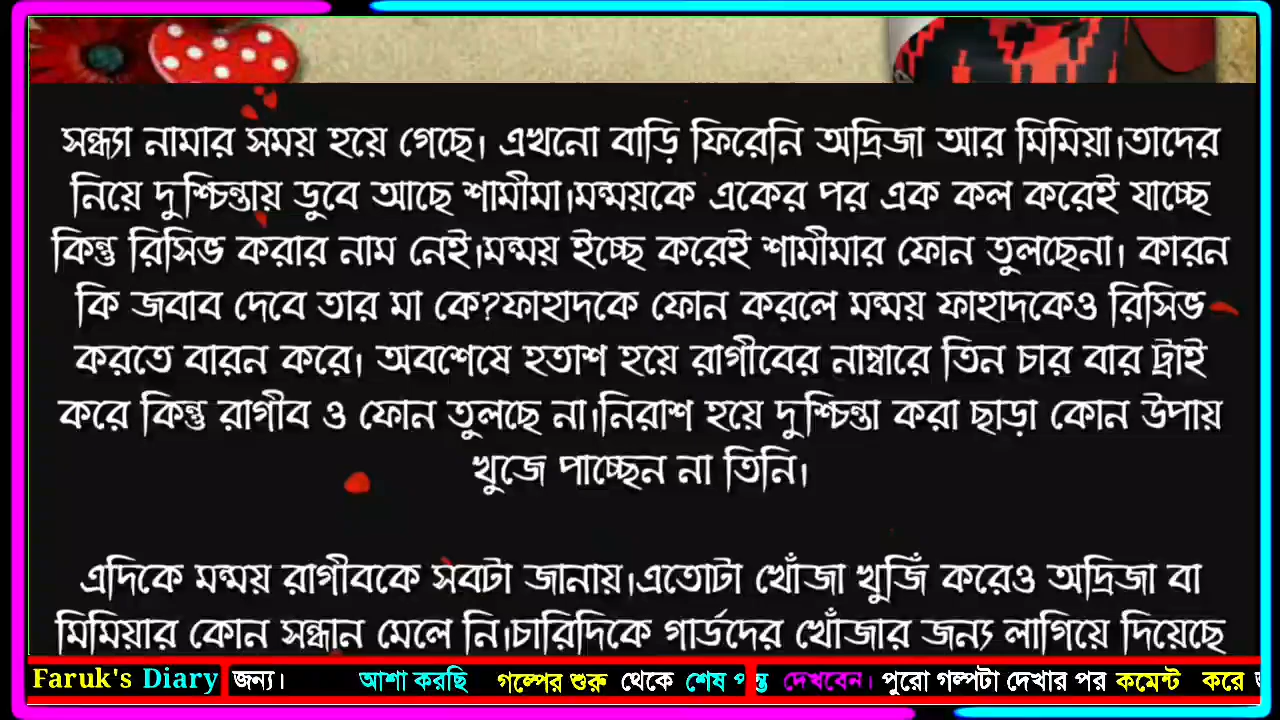 সন্ধ্যা নামার সময় হয়ে গেছে। এখনো বাড়ি ফিরেনি অদ্রিজা আর মিমিয়া।তাদের
নিয়ে দুশ্চিন্তায় ডুবে আছে শামীমা।মন্ময়কে একের পর এক কল করেই যাচ্ছে
কিন্তু রিসিভ করার নাম নেই।মন্ময় ইচ্ছে করেই শামীমার ফোন তুলছেনা। কারন
কি জবাব দেবে তার মা কে?ফাহাদকে ফোন করলে মন্ময় ফাহাদকেও রিসিভ
করতে বারন করে। অবশেষে হতাশ হয়ে রাগীবের নাম্বারে তিন চার বার ট্রাই
করে কিন্তু রাগীব ও ফোন তুলছে না।নিরাশ হয়ে দুশ্চিন্তা করা ছাড়া কোন উপায়
খুজে পাচ্ছেন না তিনি।
এদিকে মন্ময় রাগীবকে সবটা জানায়।এতোটা খোঁজা খুজিঁ করেও অদ্রিজা বা
মিমিয়ার কোন সন্ধান মেলে নি।চারিদিকে গার্ডদের খোঁজার জন্য লাগিয়ে দিয়েছে
Faruk's Diary জন্য। আশা করছি গল্পের শুরু থেকে শেষ দেখবেন। পুরো গল্পটা দেখার পর কমেন্ট করে